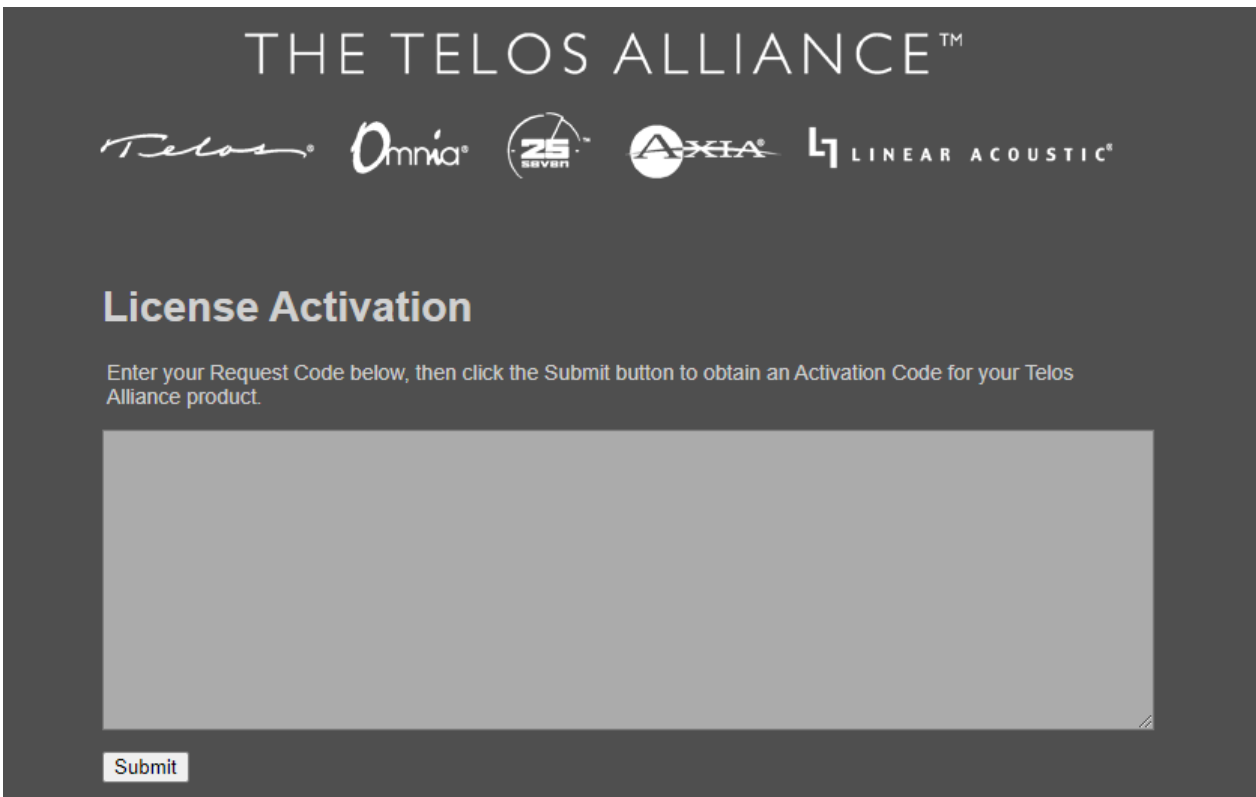 THE TELOS ALLIANCE™
Telos® Omnia® 25 seven™ AXIA® LINEAR ACOUSTIC®
License Activation
Enter your Request Code below, then click the Submit button to obtain an Activation Code for your Telos
Alliance product.
Submit